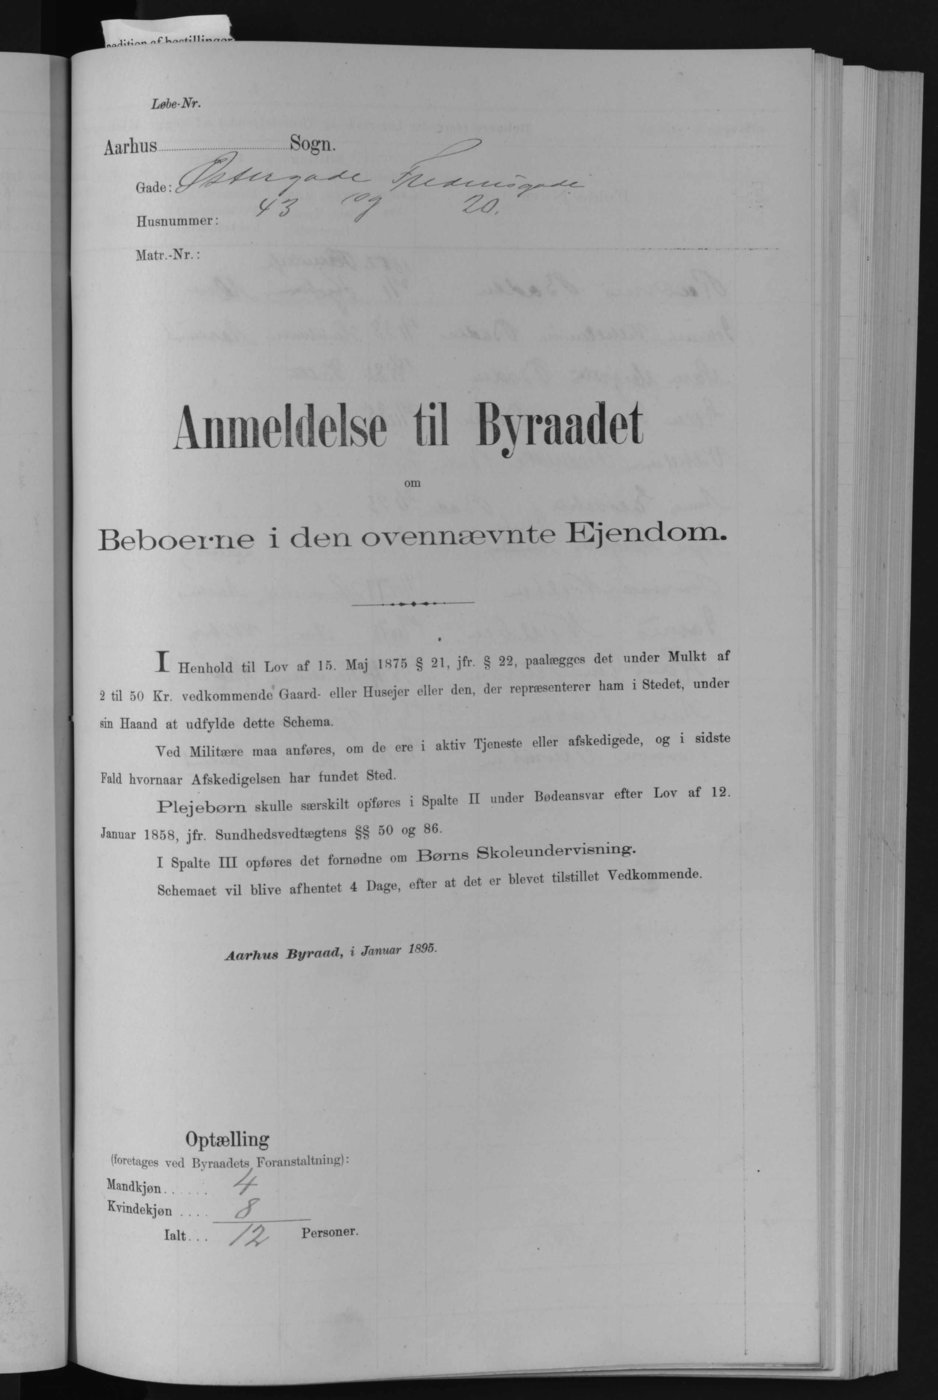 Løbe-Nr.
Aarhus Sogn.
Gade: Østergade Fredensgade
Husnummer: 43 og 20.
Matr.-Nr.:
Anmeldelse til Byraadet
om
Beboerne i den ovennævnte Ejendom.
I Henhold til Lov af 15. Maj 1875 § 21, jfr. § 22, paalægges det under Mulkt af
2 til 50 Kr. vedkommende Gaard- eller Husejer eller den, der repræsenterer ham i Stedet, under
sin Haand at udfylde dette Schema.
Ved Militære maa anføres, om de ere i aktiv Tjeneste eller afskedigede, og i sidste
Fald hvornaar Afskedigelsen har fundet Sted.
Plejebørn skulle særskilt opføres i Spalte II under Bødeansvar efter Lov af 12.
Januar 1858, jfr. Sundhedsvedtægtens §§ 50 og 86.
I Spalte III opføres det fornødne om Børns Skoleundervisning.
Schemaet vil blive afhentet 4 Dage, efter at det er blevet tilstillet Vedkommende.
Aarhus Byraad, i Januar 1895.
Optælling
(foretages ved Byraadets Foranstaltning):
Mandkjøn..... 4
Kvindekjøn .... 8
Ialt... 12 Personer.